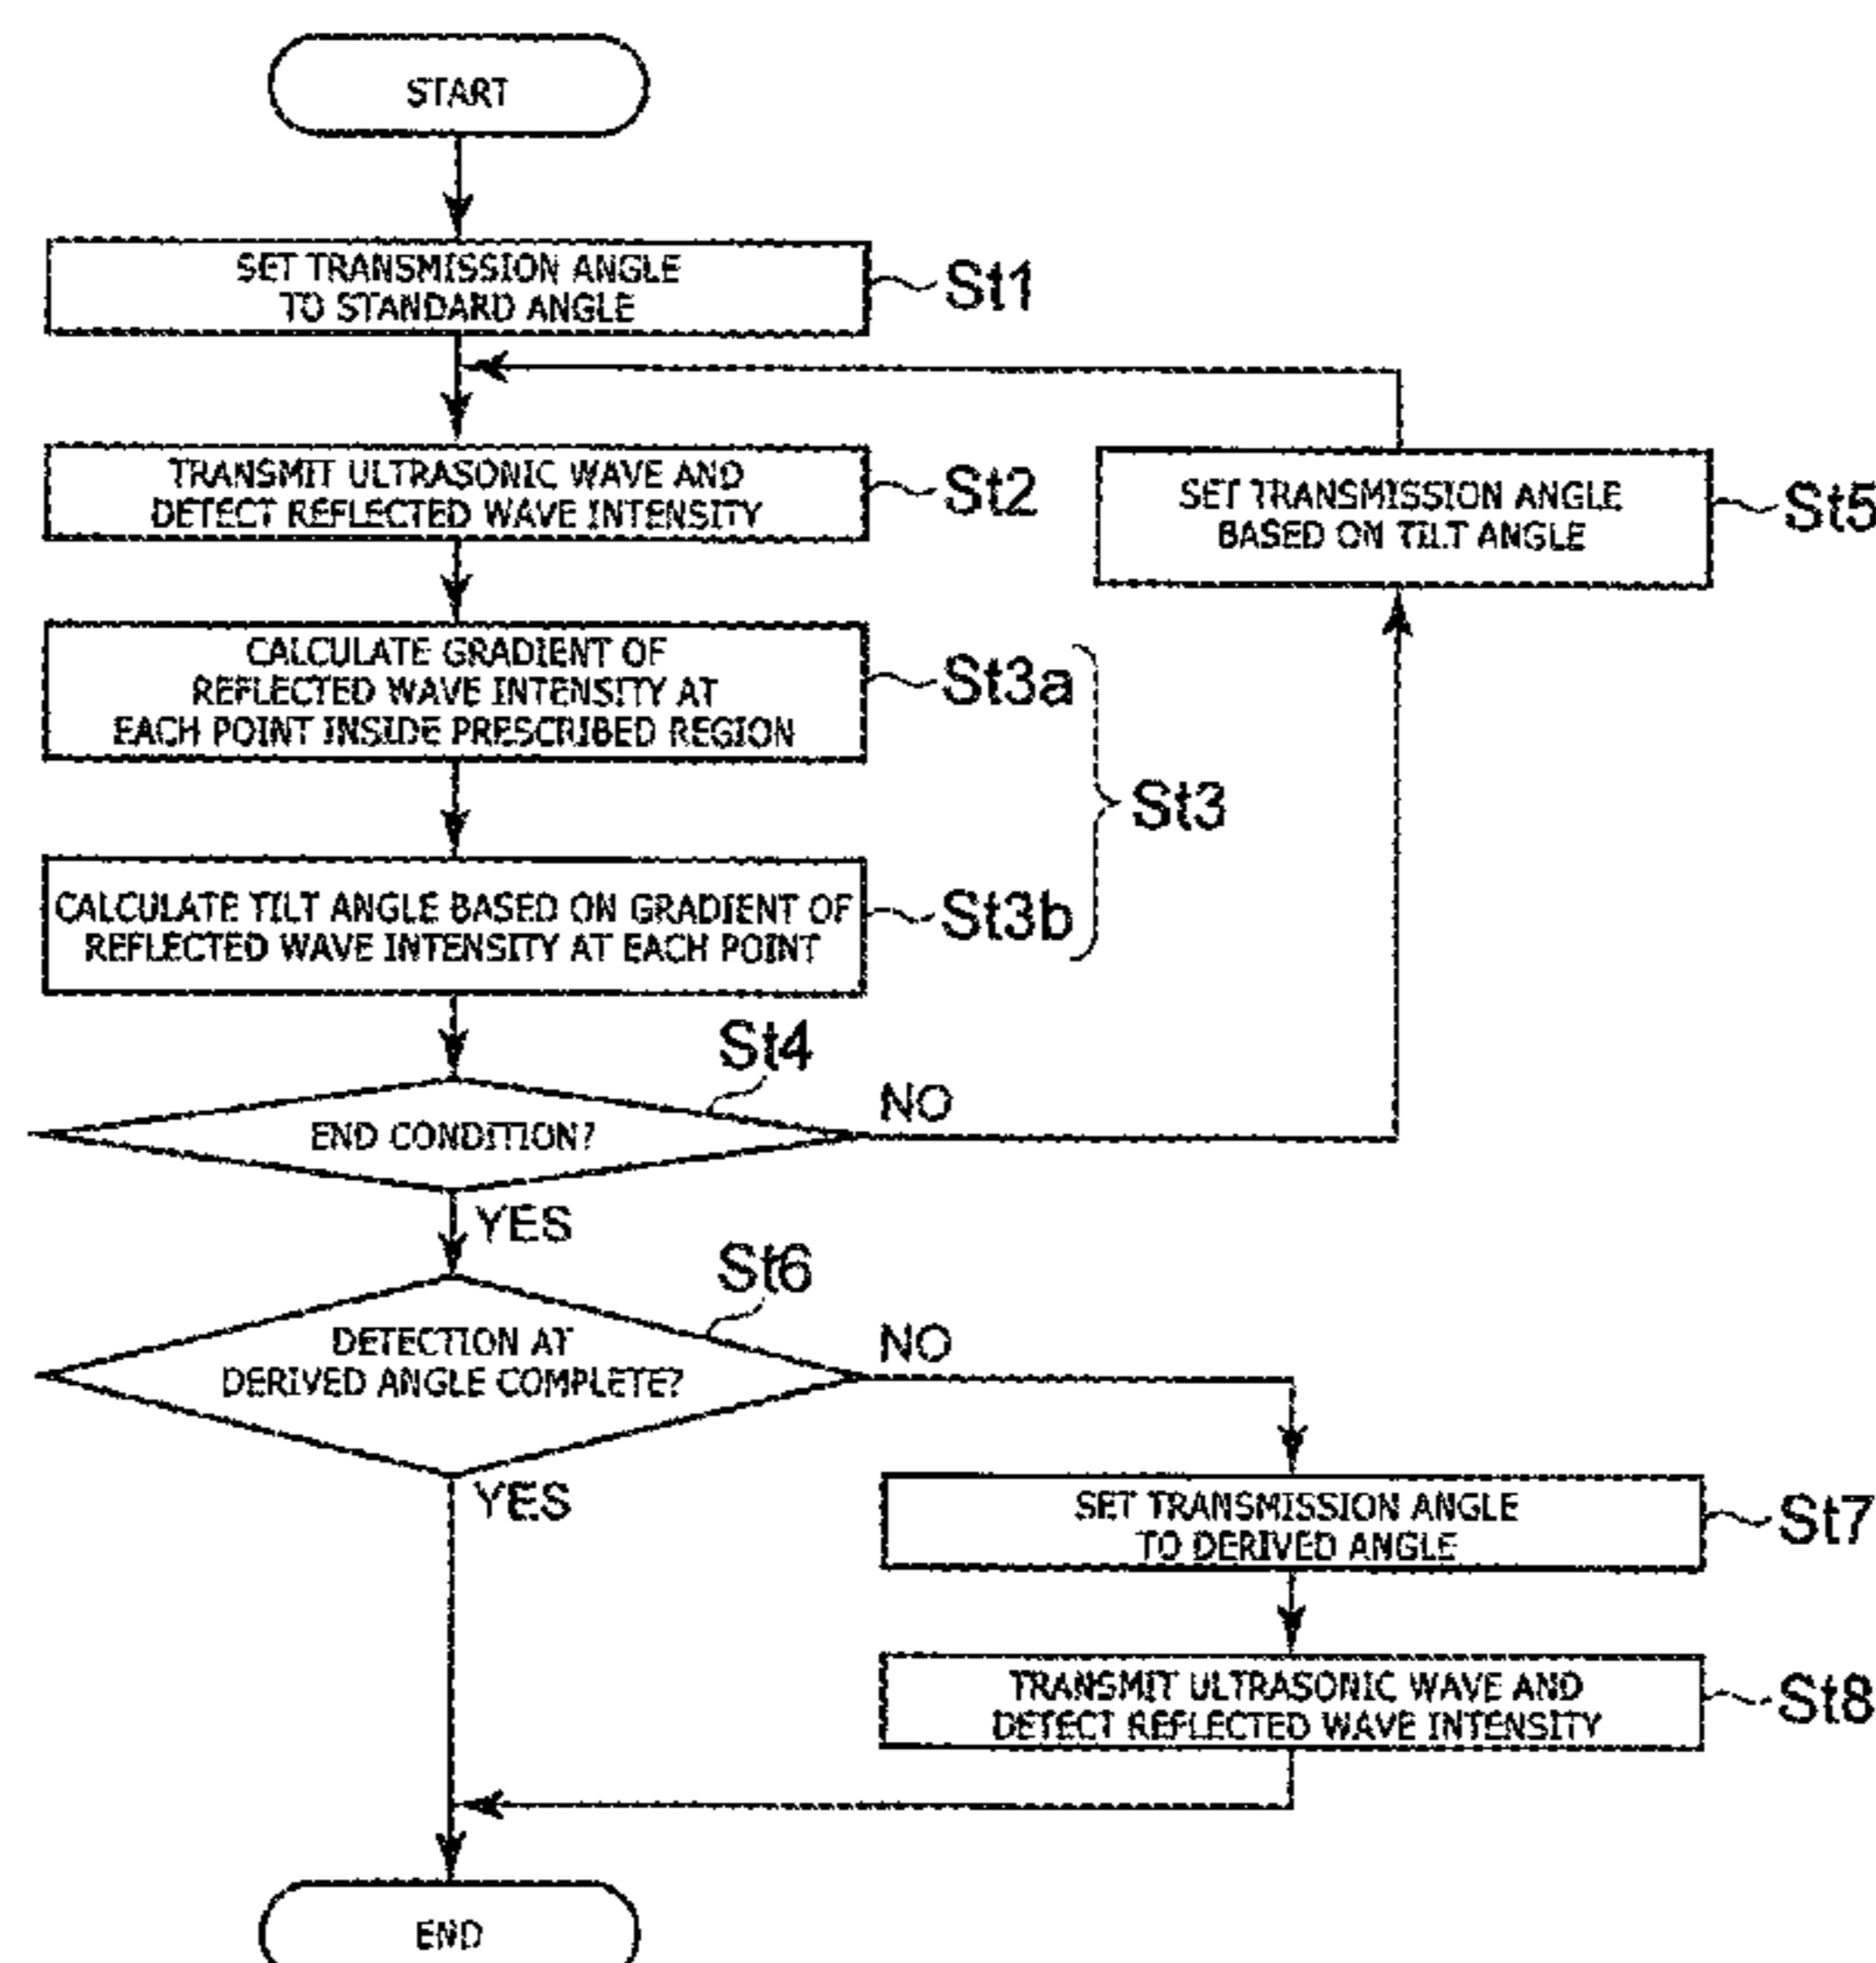 START
SET TRANSMISSION ANGLE
TO STANDARD ANGLE
St1
TRANSMIT ULTRASONIC WAVE AND
DETECT REFLECTED WAVE INTENSITY
St2
SET TRANSMISSION ANGLE
BASED ON TILT ANGLE
St5
CALCULATE GRADIENT OF
REFLECTED WAVE INTENSITY AT
EACH POINT INSIDE PRESCRIBED REGION
St3a
St3
CALCULATE TILT ANGLE BASED ON GRADIENT OF
REFLECTED WAVE INTENSITY AT EACH POINT
St3b
St4
END CONDITION?
NO
YES
St6
DETECTION AT
DERIVED ANGLE COMPLETE?
NO
YES
SET TRANSMISSION ANGLE
TO DERIVED ANGLE
St7
TRANSMIT ULTRASONIC WAVE AND
DETECT REFLECTED WAVE INTENSITY
St8
END